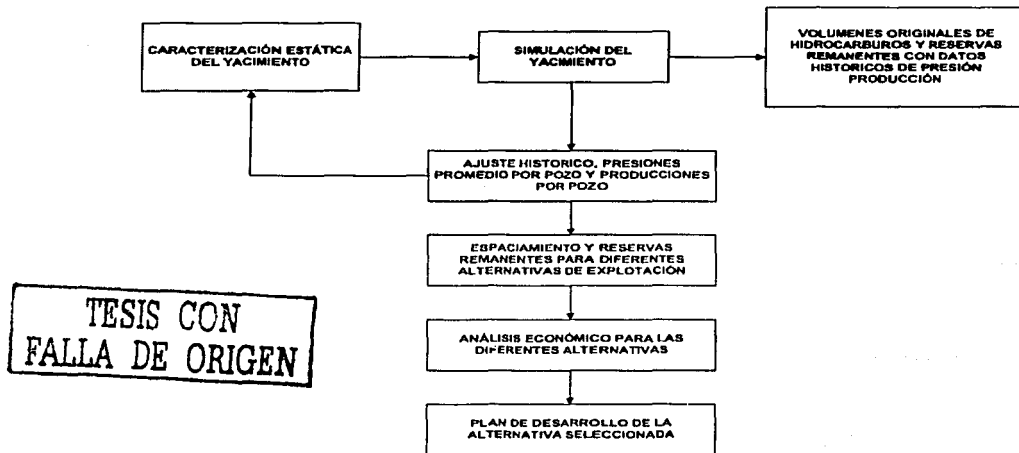 CARACTERIZACIÓN ESTÁTICA
DEL YACIMIENTO
SIMULACIÓN DEL
YACIMIENTO
VOLUMENES ORIGINALES DE
HIDROCARBUROS Y RESERVAS
REMANENTES CON DATOS
HISTORICOS DE PRESIÓN
PRODUCCIÓN
AJUSTE HISTORICO, PRESIONES
PROMEDIO POR POZO Y PRODUCCIONES
POR POZO
ESPACIAMIENTO Y RESERVAS
REMANENTES PARA DIFERENTES
ALTERNATIVAS DE EXPLOTACIÓN
TESIS CON
FALLA DE ORIGEN
ANÁLISIS ECONÓMICO PARA LAS
DIFERENTES ALTERNATIVAS
PLAN DE DESARROLLO DE LA
ALTERNATIVA SELECCIONADA